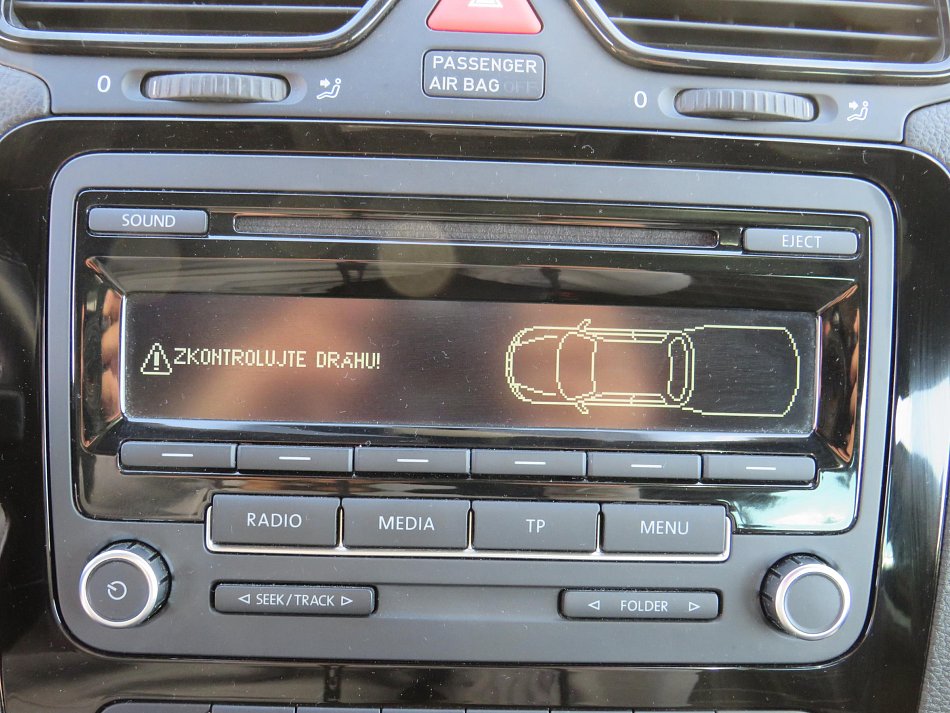 PASSENGER
AIR BAG OFF
0
0
SOUND
EJECT
ZKONTROLUJTE DRÁHU!
RADIO
MEDIA
TP
MENU
SEEK/TRACK
FOLDER